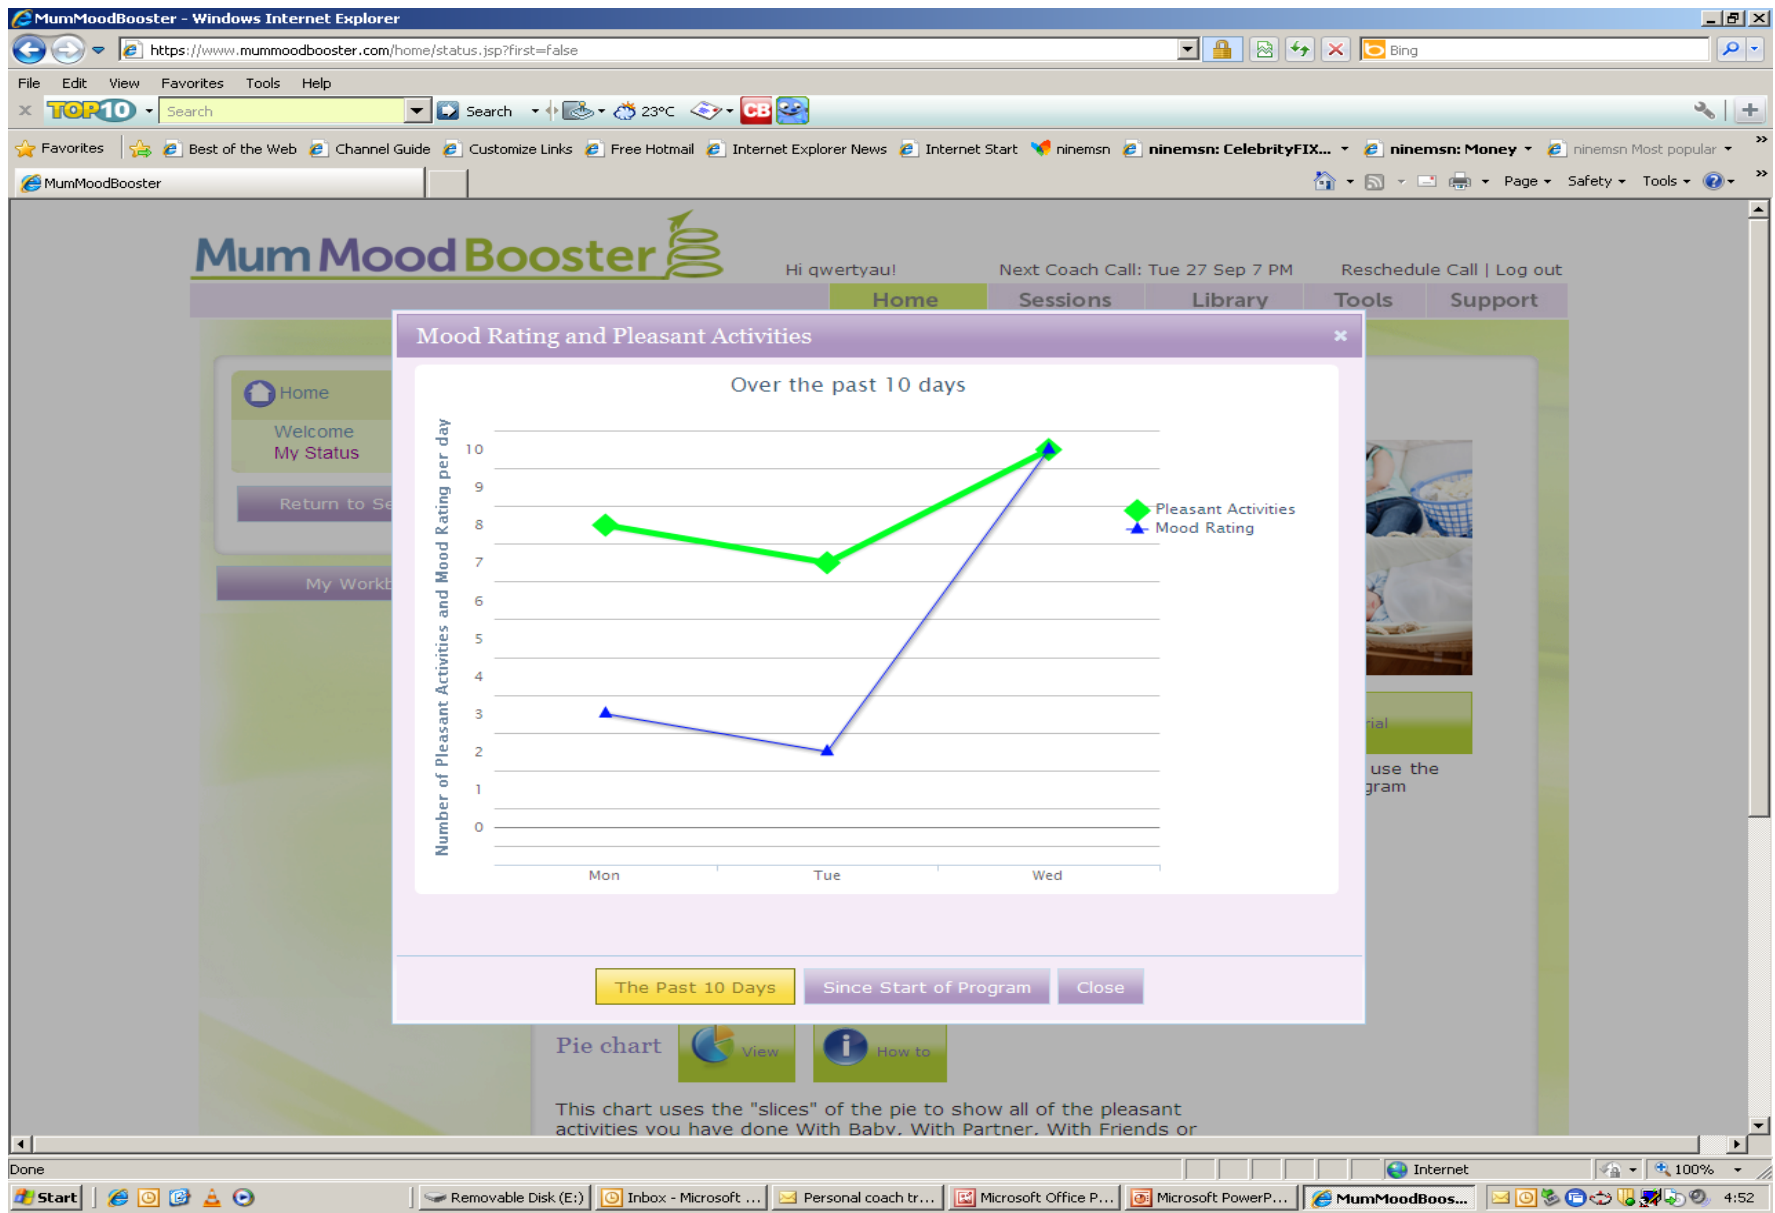 MumMoodBooster - Windows Internet Explorer
https://www.mummoodbooster.com/home/status.jsp?first=false
Bing
File Edit View Favorites Tools Help
TOP10 Search Search 23°C CB
Favorites Best of the Web Channel Guide Customize Links Free Hotmail Internet Explorer News Internet Start ninemsn ninemsn: CelebrityFIX... ninemsn: Money ninemsn Most popular
MumMoodBooster Page Safety Tools
Mum Mood Booster
Hi qwertyau! Next Coach Call: Tue 27 Sep 7 PM Reschedule Call | Log out
Home Sessions Library Tools Support
Mood Rating and Pleasant Activities
Home
Welcome
My Status
Return to Se
My Workb
Over the past 10 days
Number of Pleasant Activities and Mood Rating per day
10
9
8
7
6
5
4
3
2
1
0
Mon Tue Wed
Pleasant Activities
Mood Rating
rial
use the
gram
The Past 10 Days Since Start of Program Close
Pie chart View How to
This chart uses the "slices" of the pie to show all of the pleasant
activities you have done With Baby, With Partner, With Friends or
Done Internet 100%
Start Removable Disk (E:) Inbox - Microsoft ... Personal coach tr... Microsoft Office P... Microsoft PowerP... MumMoodBoos... 4:52